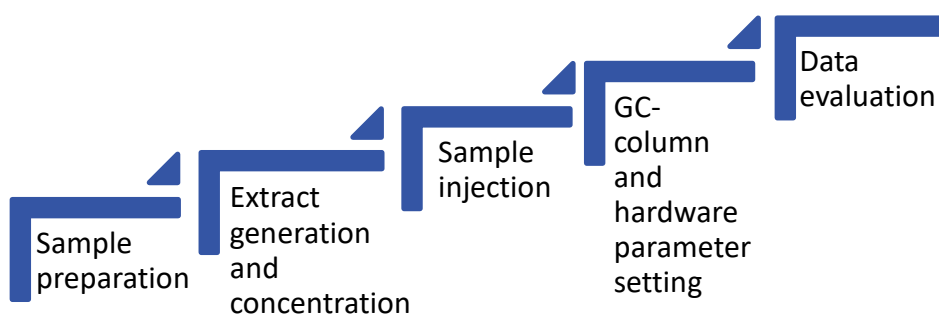 Sample
preparation
Extract
generation
and
concentration
Sample
injection
GC-
column
and
hardware
parameter
setting
Data
evaluation